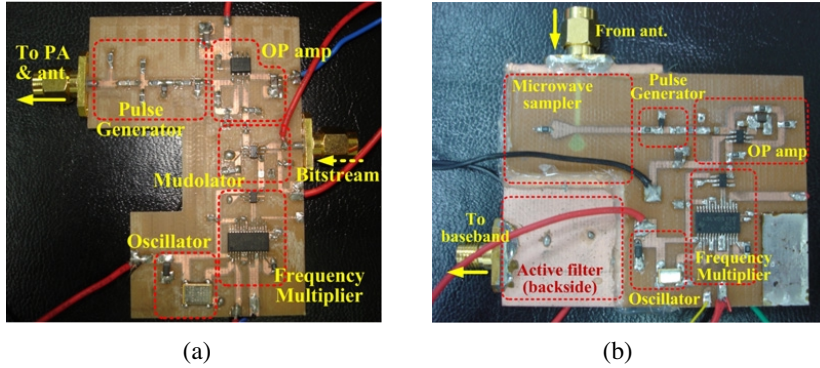 To PA
& ant.
OP amp
Pulse
Generator
Mudolator
Bitstream
Oscillator
Frequency
Multiplier
(a)
From ant.
Microwave
sampler
Pulse
Generator
OP amp
To
baseband
Active filter
(backside)
Oscillator
Frequency
Multiplier
(b)